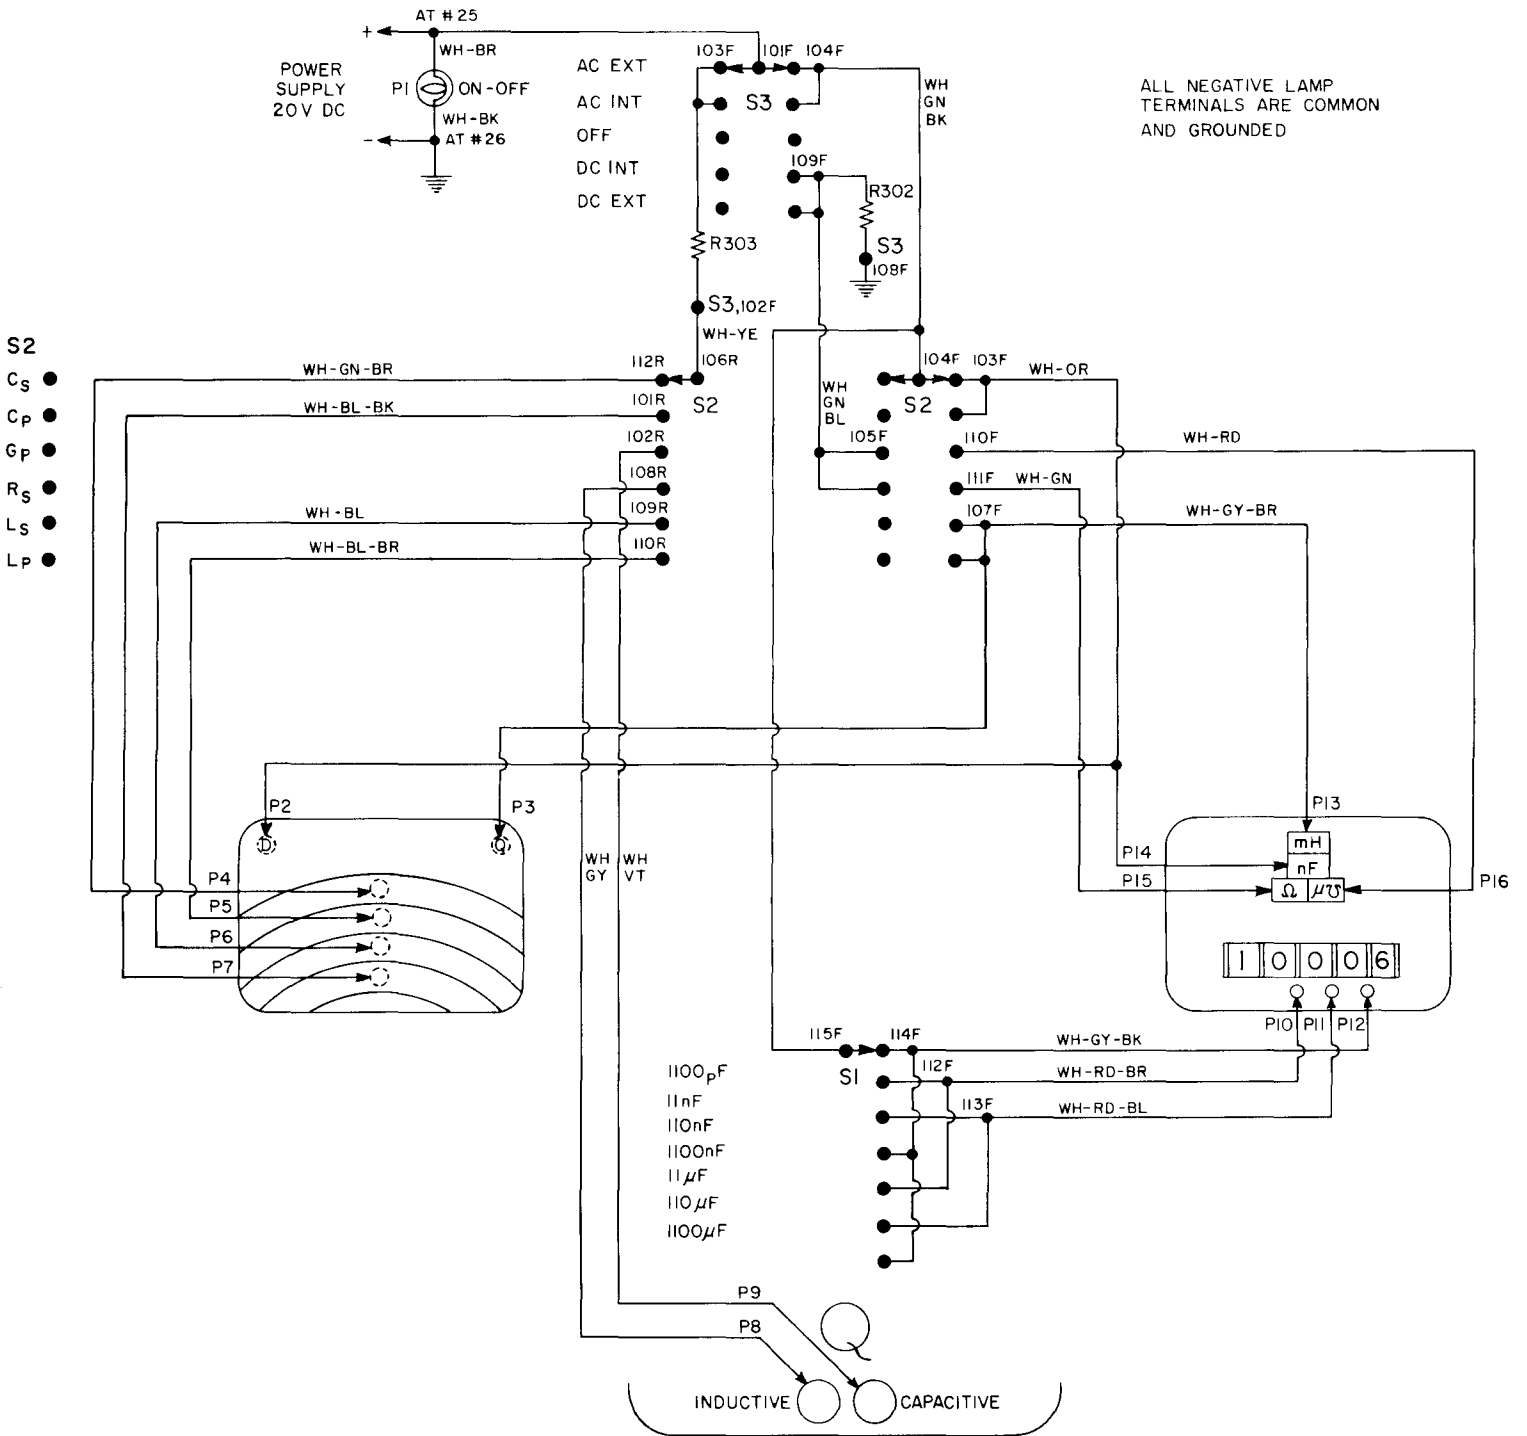 AT #25
+
WH-BR
POWER
SUPPLY
20V DC
P1
ON-OFF
WH-BK
-
AT #26
AC EXT
AC INT
OFF
DC INT
DC EXT
103F
101F
104F
S3
109F
R302
S3
108F
R303
S3,102F
WH-YE
WH
GN
BK
ALL NEGATIVE LAMP
TERMINALS ARE COMMON
AND GROUNDED
S2
CS
CP
GP
RS
LS
LP
WH-GN-BR
WH-BL-BK
WH-BL
WH-BL-BR
112R
106R
101R
S2
102R
108R
109R
110R
WH
GN
BL
104F
103F
WH-OR
S2
105F
110F
WH-RD
111F
WH-GN
107F
WH-GY-BR
P2
P3
D
Q
P4
P5
P6
P7
WH
GY
WH
VT
P13
mH
P14
nF
P15
Ω
μ℧
P16
1 0 0 0 6
P10
P11
P12
115F
114F
WH-GY-BK
S1
112F
WH-RD-BR
113F
WH-RD-BL
1100pF
11nF
110nF
1100nF
11μF
110μF
1100μF
P9
P8
INDUCTIVE
CAPACITIVE